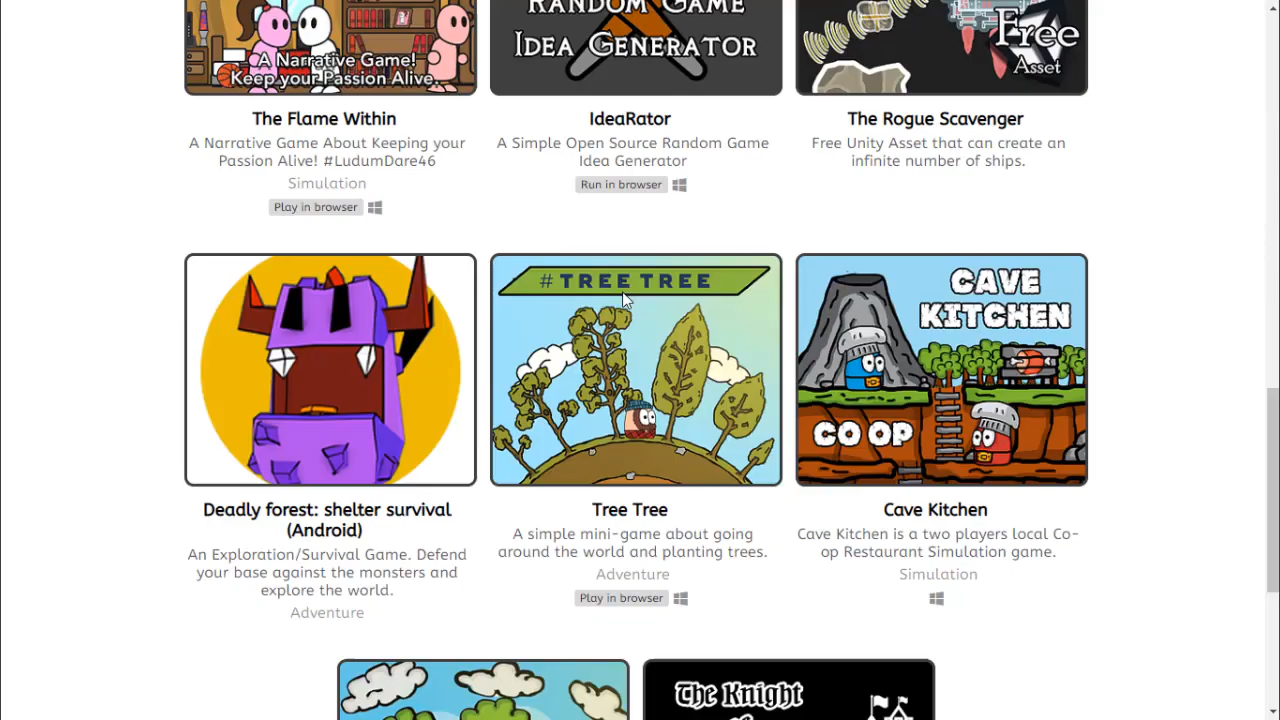 A Narrative Game!
Keep your Passion Alive.
RANDOM GAME
IDEA GENERATOR
Free
Asset
The Flame Within
A Narrative Game About Keeping your
Passion Alive! #LudumDare46
Simulation
Play in browser
IdeaRator
A Simple Open Source Random Game
Idea Generator
Run in browser
The Rogue Scavenger
Free Unity Asset that can create an
infinite number of ships.
# TREE TREE
CAVE
KITCHEN
CO OP
Deadly forest: shelter survival
(Android)
An Exploration/Survival Game. Defend
your base against the monsters and
explore the world.
Adventure
Tree Tree
A simple mini-game about going
around the world and planting trees.
Adventure
Play in browser
Cave Kitchen
Cave Kitchen is a two players local Co-
op Restaurant Simulation game.
Simulation
The Knight